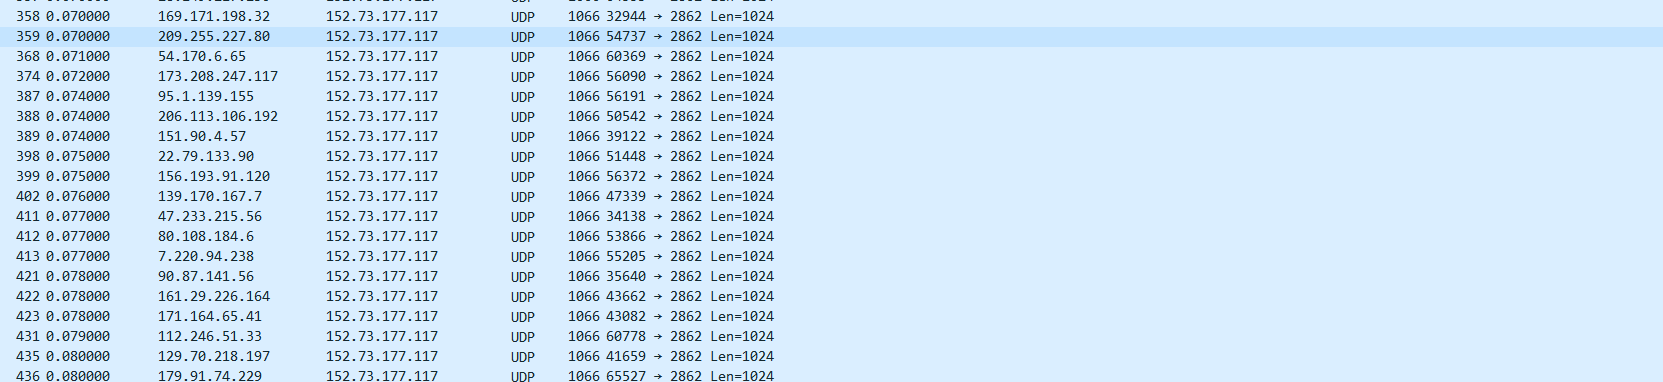 358 0.070000 169.171.198.32 152.73.177.117 UDP 1066 32944 → 2862 Len=1024
359 0.070000 209.255.227.80 152.73.177.117 UDP 1066 54737 → 2862 Len=1024
368 0.071000 54.170.6.65 152.73.177.117 UDP 1066 60369 → 2862 Len=1024
374 0.072000 173.208.247.117 152.73.177.117 UDP 1066 56090 → 2862 Len=1024
387 0.074000 95.1.139.155 152.73.177.117 UDP 1066 56191 → 2862 Len=1024
388 0.074000 206.113.106.192 152.73.177.117 UDP 1066 50542 → 2862 Len=1024
389 0.074000 151.90.4.57 152.73.177.117 UDP 1066 39122 → 2862 Len=1024
398 0.075000 22.79.133.90 152.73.177.117 UDP 1066 51448 → 2862 Len=1024
399 0.075000 156.193.91.120 152.73.177.117 UDP 1066 56372 → 2862 Len=1024
402 0.076000 139.170.167.7 152.73.177.117 UDP 1066 47339 → 2862 Len=1024
411 0.077000 47.233.215.56 152.73.177.117 UDP 1066 34138 → 2862 Len=1024
412 0.077000 80.108.184.6 152.73.177.117 UDP 1066 53866 → 2862 Len=1024
413 0.077000 7.220.94.238 152.73.177.117 UDP 1066 55205 → 2862 Len=1024
421 0.078000 90.87.141.56 152.73.177.117 UDP 1066 35640 → 2862 Len=1024
422 0.078000 161.29.226.164 152.73.177.117 UDP 1066 43662 → 2862 Len=1024
423 0.078000 171.164.65.41 152.73.177.117 UDP 1066 43082 → 2862 Len=1024
431 0.079000 112.246.51.33 152.73.177.117 UDP 1066 60778 → 2862 Len=1024
435 0.080000 129.70.218.197 152.73.177.117 UDP 1066 41659 → 2862 Len=1024
436 0.080000 179.91.74.229 152.73.177.117 UDP 1066 65527 → 2862 Len=1024